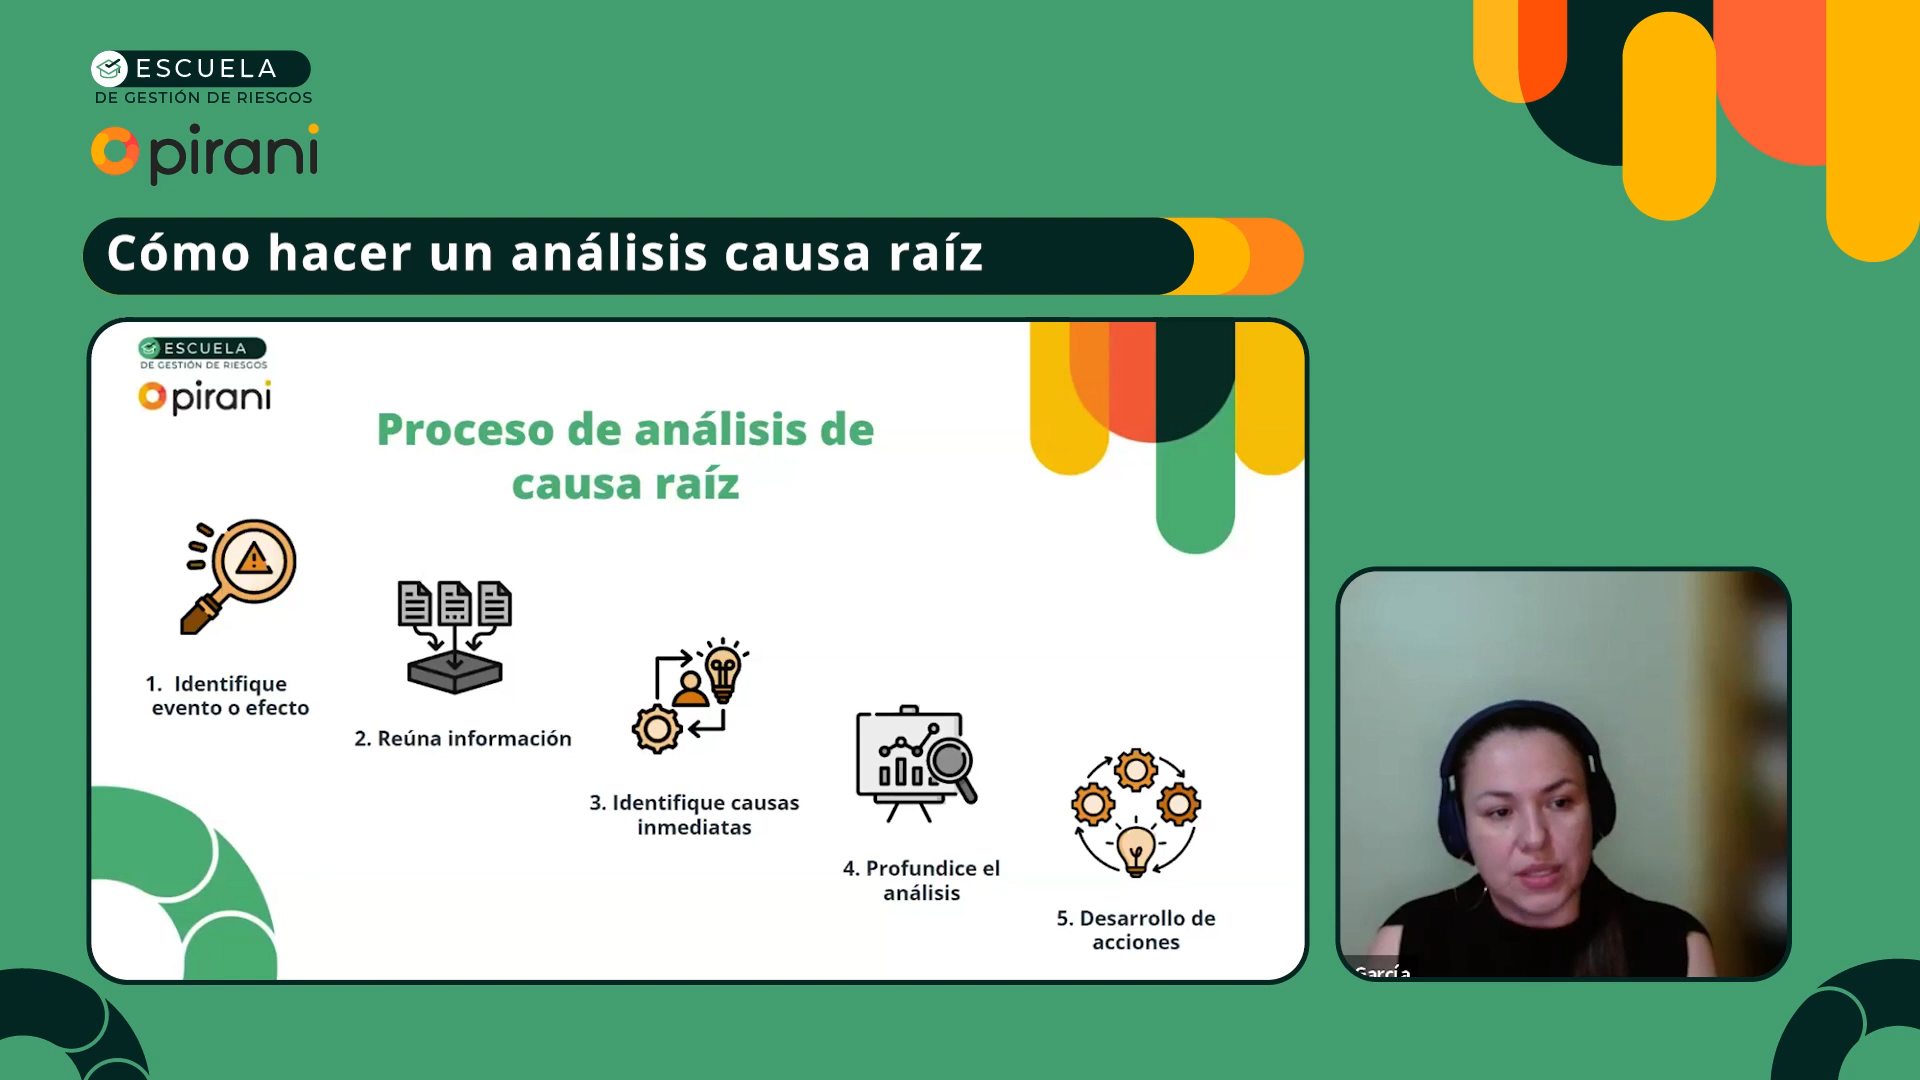 ESCUELA
DE GESTIÓN DE RIESGOS
pirani
Cómo hacer un análisis causa raíz
ESCUELA
DE GESTIÓN DE RIESGOS
pirani
Proceso de análisis de
causa raíz
1. Identifique
evento o efecto
2. Reúna información
3. Identifique causas
inmediatas
4. Profundice el
análisis
5. Desarrollo de
acciones
García